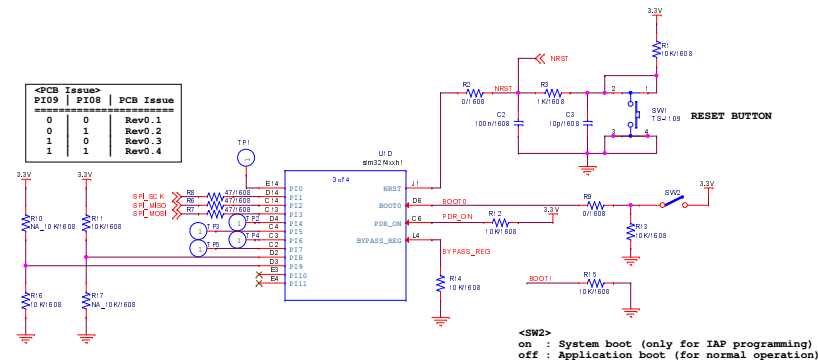 3.3V
R1
10K/1608
NRST
<PCB Issue>
PI09 | PI08 | PCB Issue
0 | 0 | Rev0.1
0 | 1 | Rev0.2
1 | 0 | Rev0.3
1 | 1 | Rev0.4
R2
0/1608
NRST
R3
1K/1608
C2
100n/1608
C3
10p/1608
2
1
3
4
SW1
TS-1109
RESET BUTTON
TP1
1
U1D
stm32f4xxh1
3 of 4
SPI_SCK
R8
47/1608
SPI_MISO
R6
47/1608
SPI_MOSI
R7
47/1608
TP2
1
TP3
1
TP4
1
TP5
1
E14
PI0
D14
PI1
C14
PI2
C13
PI3
D4
PI4
C4
PI5
C3
PI6
C2
PI7
D2
PI8
D3
PI9
E3
PI10
E4
PI11
NRST
J1
BOOT0
D6
PDR_ON
C6
BYPASS_REG
L4
BOOT0
PDR_ON
R12
10K/1608
3.3V
BYPASS_REG
R9
0/1608
SW2
3.3V
R13
10K/1608
3.3V
R10
NA_10K/1608
3.3V
R11
10K/1608
R16
10K/1608
R17
NA_10K/1608
R14
10K/1608
BOOT1
R15
10K/1608
<SW2>
on : System boot (only for IAP programming)
off : Application boot (for normal operation)